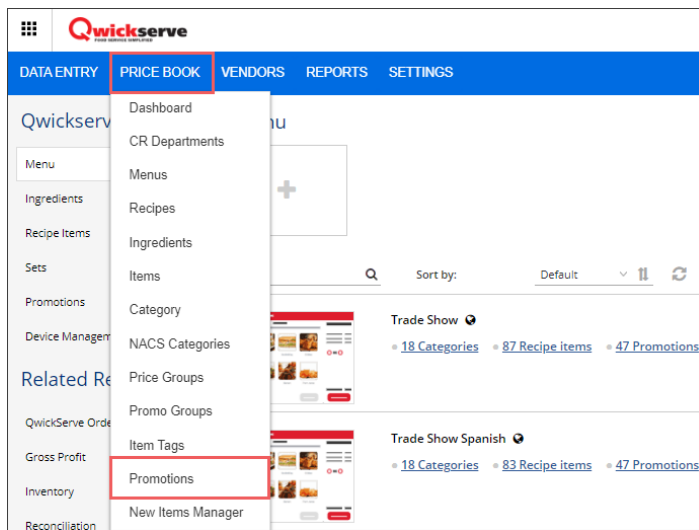 Qwickserve
FOOD SERVICE SIMPLIFIED
DATA ENTRY PRICE BOOK VENDORS REPORTS SETTINGS
Qwickserv nu
Menu
Ingredients
Recipe Items
Sets
Promotions
Device Managem
Related Re
QwickServe Orde
Gross Profit
Inventory
Reconciliation
Dashboard
CR Departments
Menus
Recipes
Ingredients
Items
Category
NACS Categories
Price Groups
Promo Groups
Item Tags
Promotions
New Items Manager
Sort by: Default
Trade Show
18 Categories 87 Recipe items 47 Promotions
Trade Show Spanish
18 Categories 83 Recipe items 47 Promotions